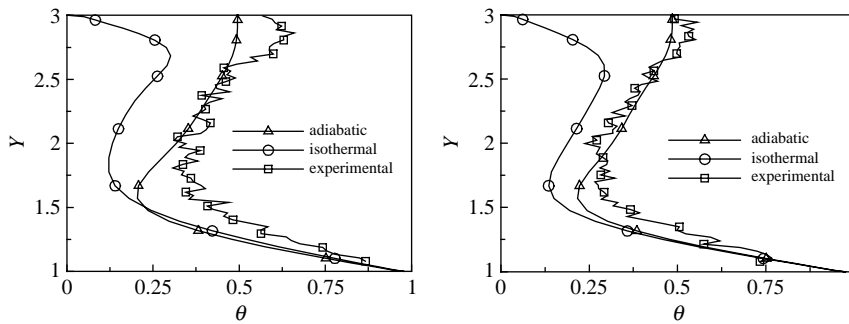 3
2.5
2
1.5
1
Y
adiabatic
isothermal
experimental
0
0.25
0.5
0.75
1
θ
3
2.5
2
1.5
1
Y
adiabatic
isothermal
experimental
0
0.25
0.5
0.75
1
θ